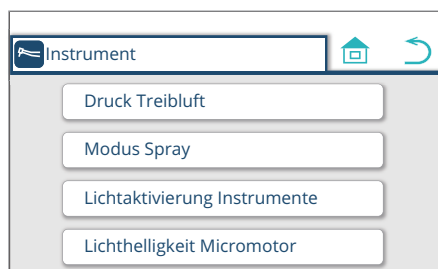 Instrument
Druck Treibluft
Modus Spray
Lichtaktivierung Instrumente
Lichthelligkeit Micromotor